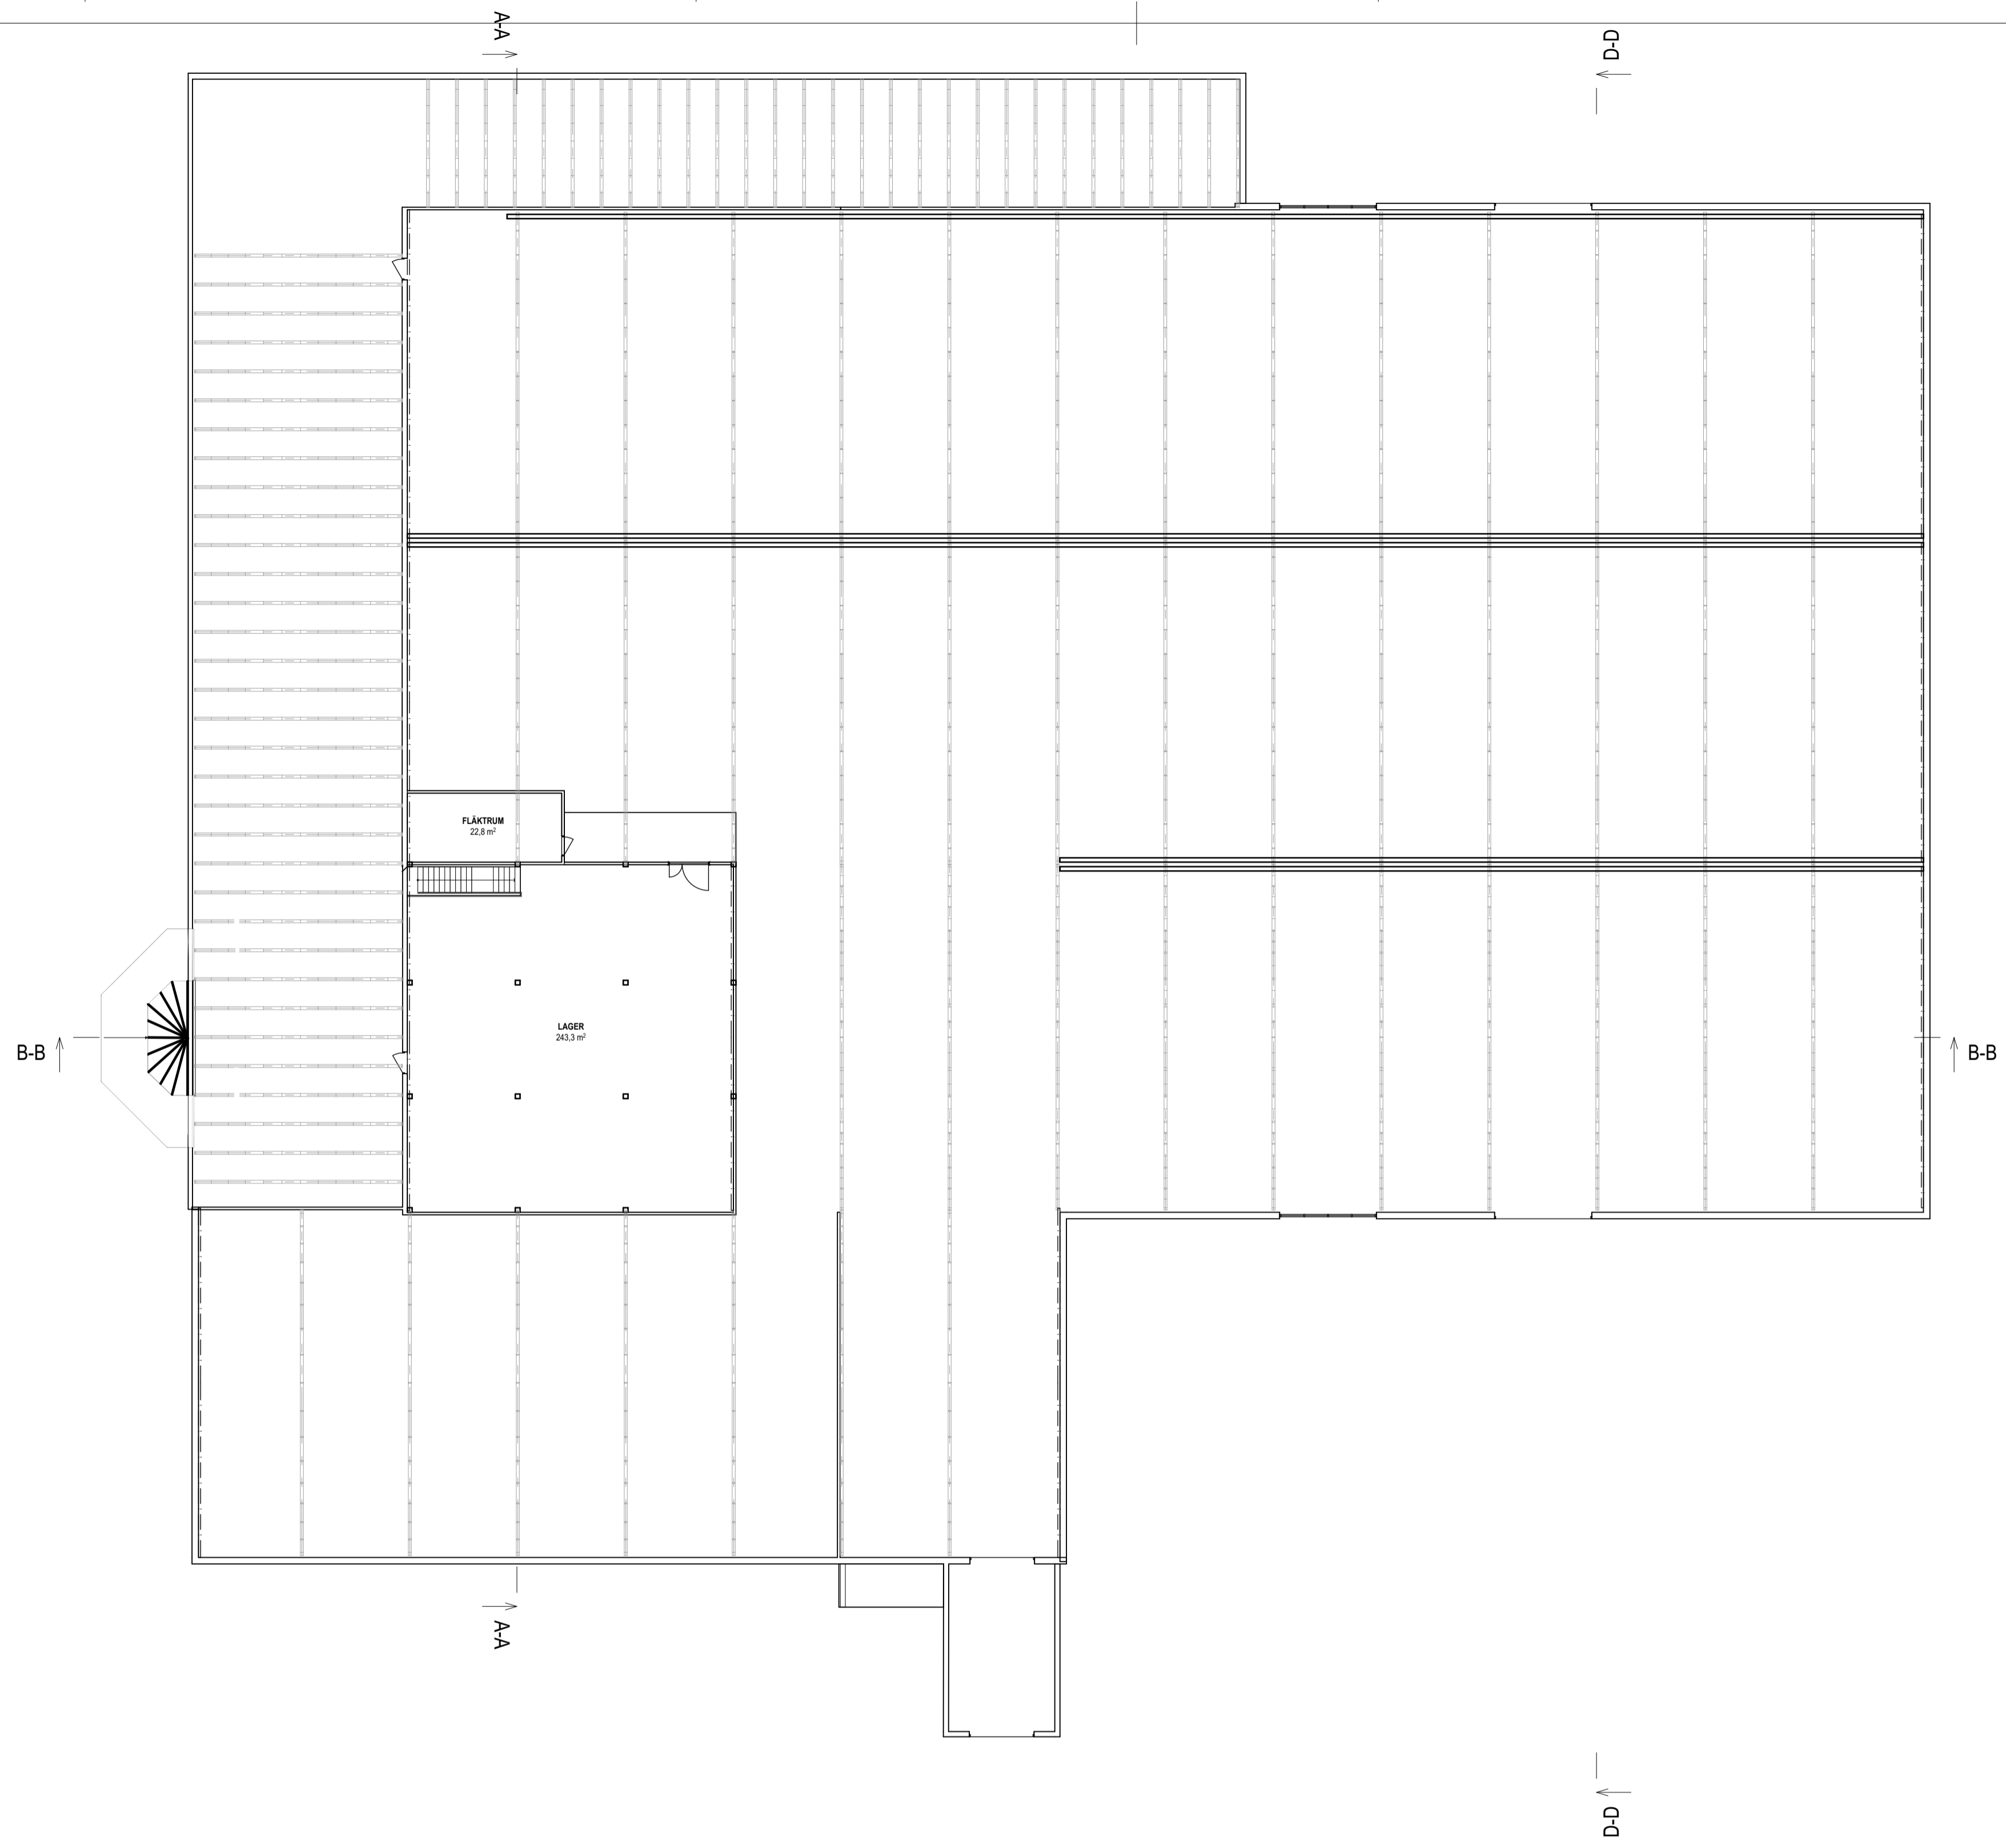 A-A
D-D
FLÄKTRUM
22,8 m²
LAGER
243,3 m²
B-B
B-B
A-A
D-D